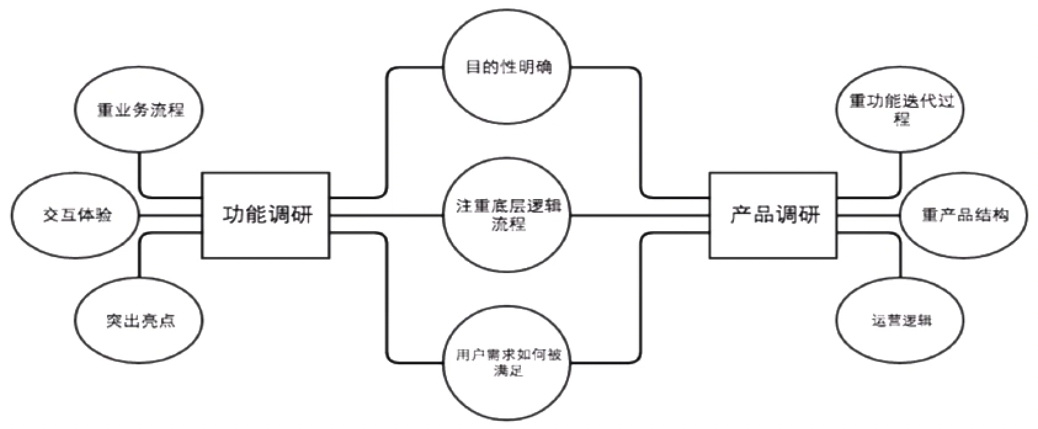 目的性明确
重业务流程
重功能迭代过
程
交互体验
功能调研
注重底层逻辑
流程
产品调研
重产品结构
突出亮点
用户需求如何被
满足
运营逻辑